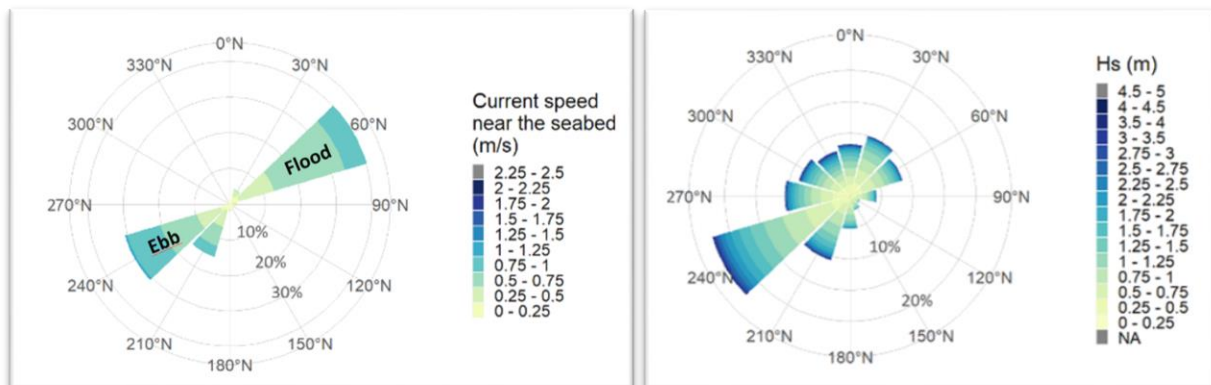 0°N
30°N
60°N
90°N
120°N
150°N
180°N
210°N
240°N
270°N
300°N
330°N
10%
20%
30%
Flood
Ebb
Current speed
near the seabed
(m/s)
2.25 - 2.5
2 - 2.25
1.75 - 2
1.5 - 1.75
1.25 - 1.5
1 - 1.25
0.75 - 1
0.5 - 0.75
0.25 - 0.5
0 - 0.25
0°N
30°N
60°N
90°N
120°N
150°N
180°N
210°N
240°N
270°N
300°N
330°N
10%
20%
Hs (m)
4.5 - 5
4 - 4.5
3.5 - 4
3 - 3.5
2.75 - 3
2.5 - 2.75
2.25 - 2.5
2 - 2.25
1.75 - 2
1.5 - 1.75
1.25 - 1.5
1 - 1.25
0.75 - 1
0.5 - 0.75
0.25 - 0.5
0 - 0.25
NA